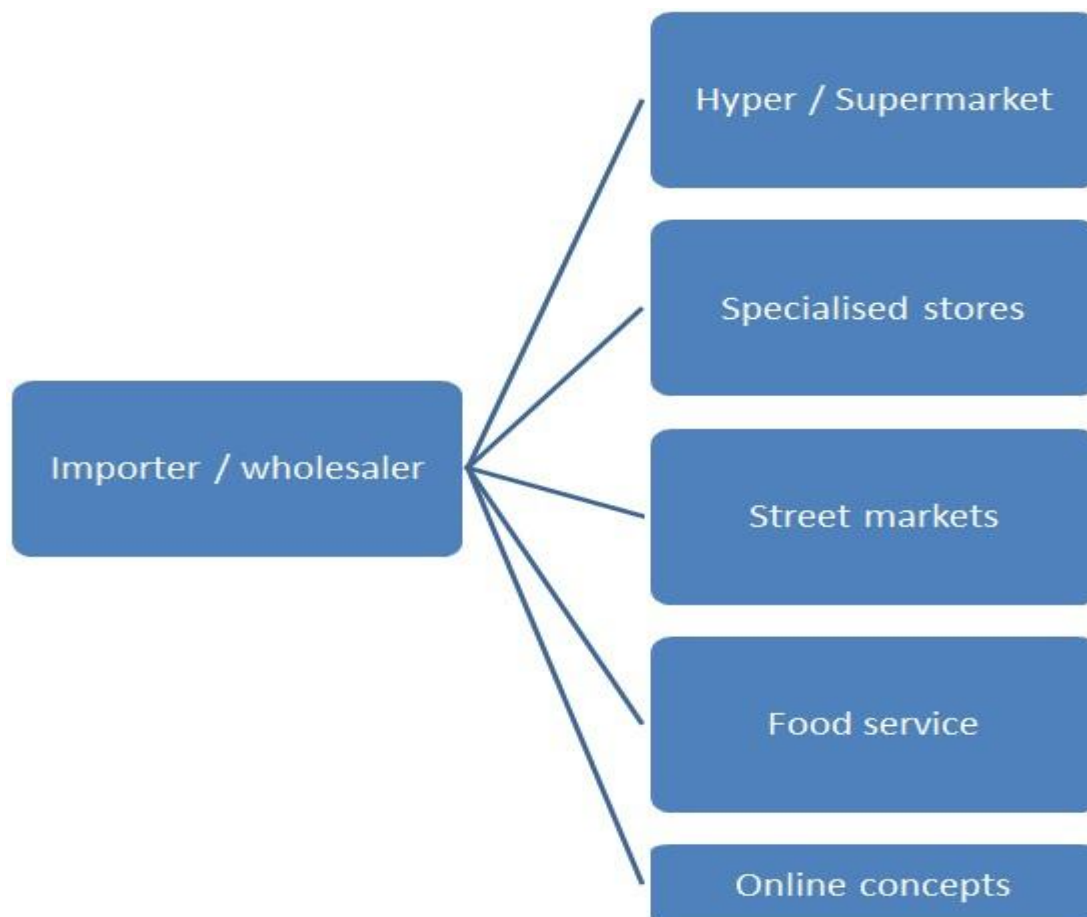 Hyper / Supermarket
Specialised stores
Importer / wholesaler
Street markets
Food service
Online concepts